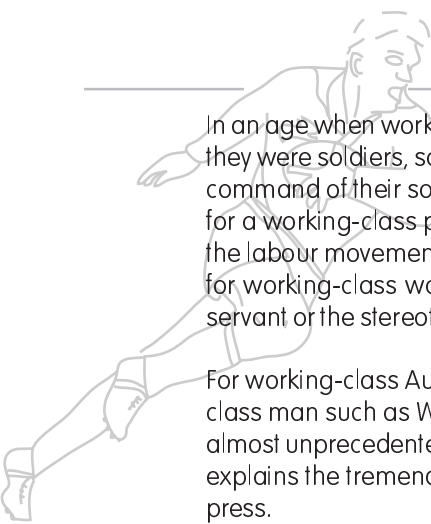 In an age when work
they were soldiers, s
command of their so
for a working-class p
the labour movemen
for working-class wo
servant or the stereot
For working-class Au
class man such as W
almost unprecedente
explains the tremend
press.